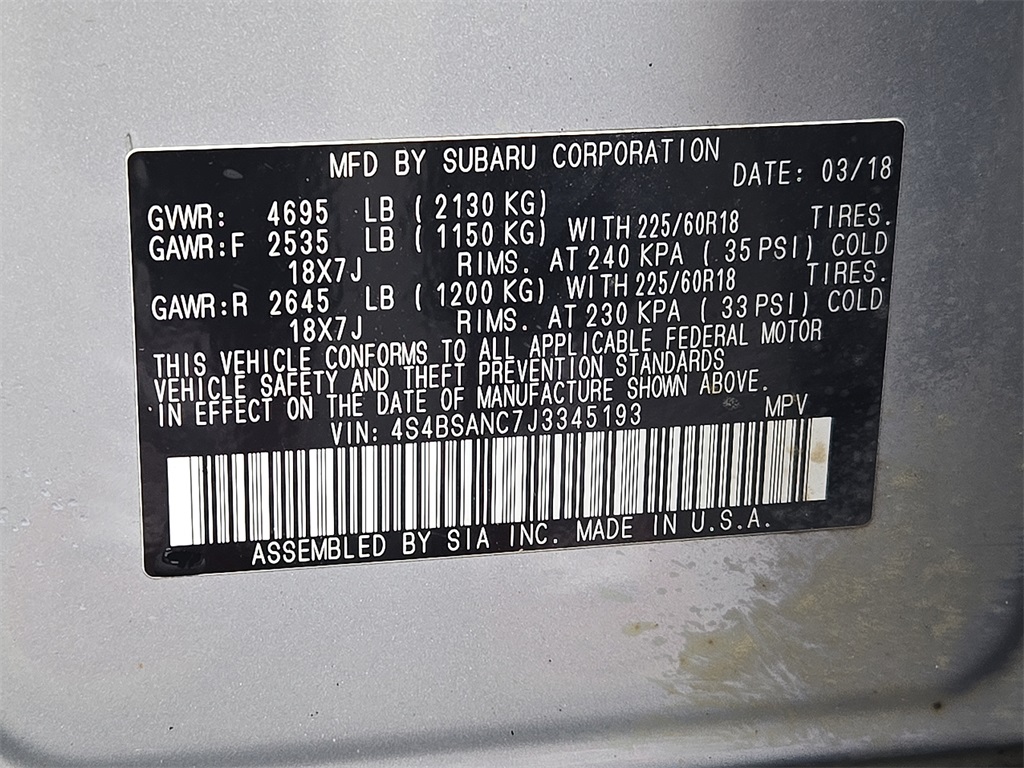 MFD BY SUBARU CORPORATION
DATE: 03/18
GVWR: 4695 LB ( 2130 KG)
GAWR:F 2535 LB ( 1150 KG) WITH 225/60R18 TIRES.
18X7J RIMS. AT 240 KPA ( 35 PSI) COLD
GAWR:R 2645 LB ( 1200 KG) WITH 225/60R18 TIRES.
18X7J RIMS. AT 230 KPA ( 33 PSI) COLD
THIS VEHICLE CONFORMS TO ALL APPLICABLE FEDERAL MOTOR
VEHICLE SAFETY AND THEFT PREVENTION STANDARDS
IN EFFECT ON THE DATE OF MANUFACTURE SHOWN ABOVE.
VIN: 4S4BSANC7J3345193 MPV
ASSEMBLED BY SIA INC. MADE IN U.S.A.